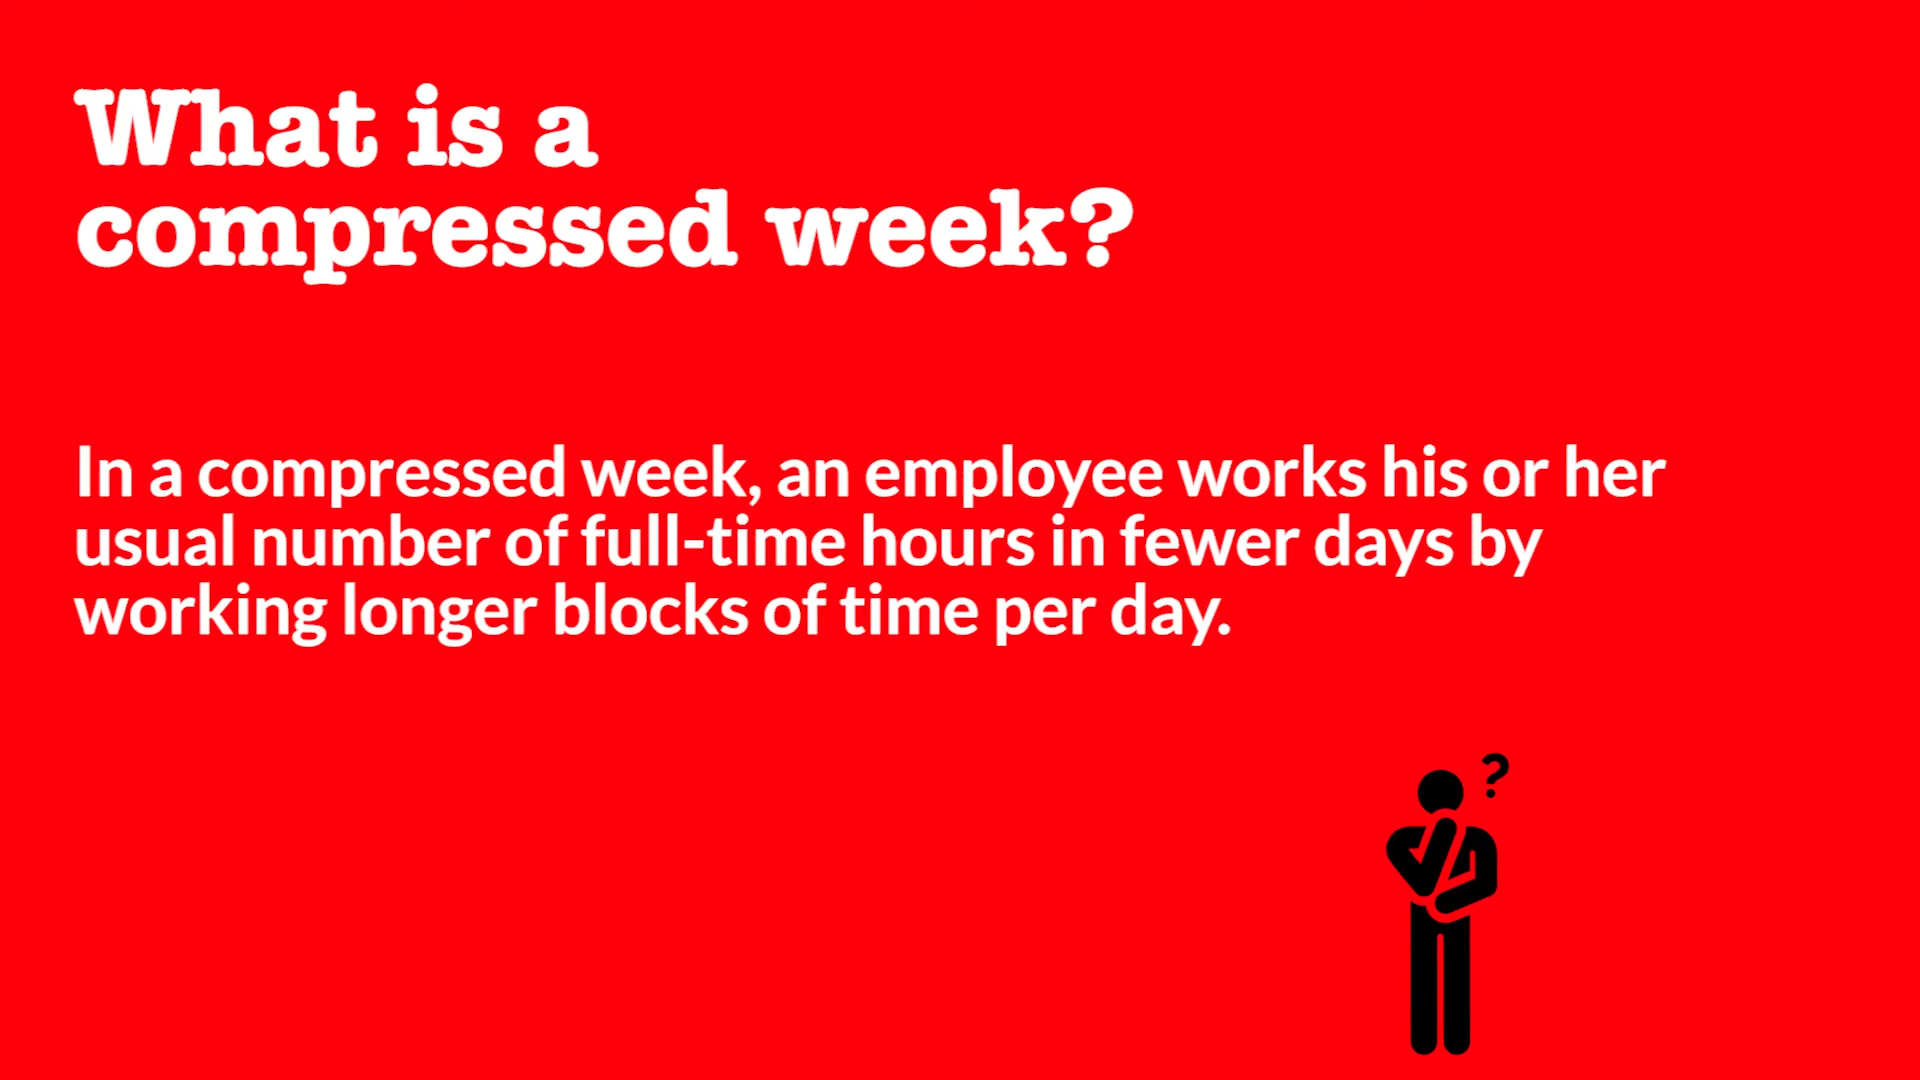 What is a
compressed week?
In a compressed week, an employee works his or her
usual number of full-time hours in fewer days by
working longer blocks of time per day.
?